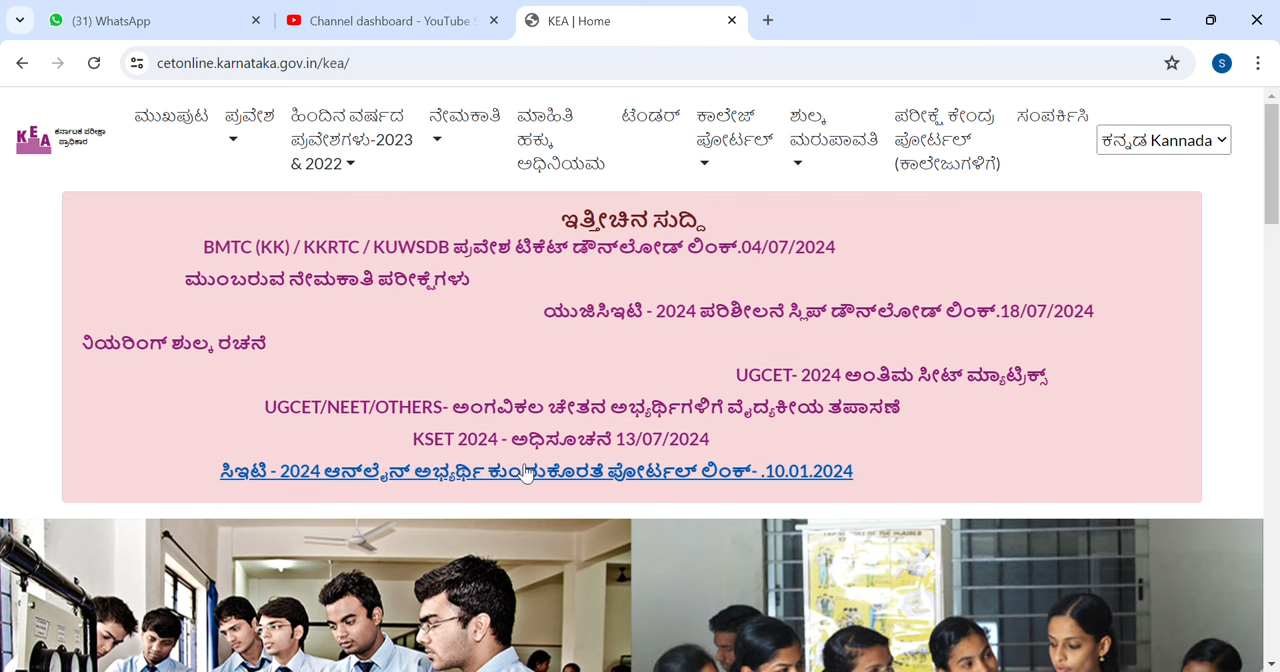 (31) WhatsApp
Channel dashboard - YouTube
KEA | Home
cetonline.karnataka.gov.in/kea/
S
KEA
ಕರ್ನಾಟಕ ಪರೀಕ್ಷಾ
ಪ್ರಾಧಿಕಾರ
ಮುಖಪುಟ
ಪ್ರವೇಶ
ಹಿಂದಿನ ವರ್ಷದ
ಪ್ರವೇಶಗಳು-2023
& 2022
ನೇಮಕಾತಿ
ಮಾಹಿತಿ
ಹಕ್ಕು
ಅಧಿನಿಯಮ
ಟೆಂಡರ್
ಕಾಲೇಜ್
ಪೋರ್ಟಲ್
ಶುಲ್ಕ
ಮರುಪಾವತಿ
ಪರೀಕ್ಷೆ ಕೇಂದ್ರ
ಪೋರ್ಟಲ್
(ಕಾಲೇಜುಗಳಿಗೆ)
ಸಂಪರ್ಕಿಸಿ
ಕನ್ನಡ Kannada
ಇತ್ತೀಚಿನ ಸುದ್ದಿ
BMTC (KK) / KKRTC / KUWSDB ಪ್ರವೇಶ ಟಿಕೆಟ್ ಡೌನ್‌ಲೋಡ್ ಲಿಂಕ್.04/07/2024
ಮುಂಬರುವ ನೇಮಕಾತಿ ಪರೀಕ್ಷೆಗಳು
ಯುಜಿಸಿಇಟಿ - 2024 ಪರಿಶೀಲನೆ ಸ್ಲಿಪ್ ಡೌನ್‌ಲೋಡ್ ಲಿಂಕ್.18/07/2024
ನಿಯರಿಂಗ್ ಶುಲ್ಕ ರಚನೆ
UGCET- 2024 ಅಂತಿಮ ಸೀಟ್ ಮ್ಯಾಟ್ರಿಕ್ಸ್
UGCET/NEET/OTHERS- ಅಂಗವಿಕಲ ಚೇತನ ಅಭ್ಯರ್ಥಿಗಳಿಗೆ ವೈದ್ಯಕೀಯ ತಪಾಸಣೆ
KSET 2024 - ಅಧಿಸೂಚನೆ 13/07/2024
ಸಿಇಟಿ - 2024 ಆನ್‌ಲೈನ್ ಅಭ್ಯರ್ಥಿ ಕುಂದುಕೊರತೆ ಪೋರ್ಟಲ್ ಲಿಂಕ್- .10.01.2024